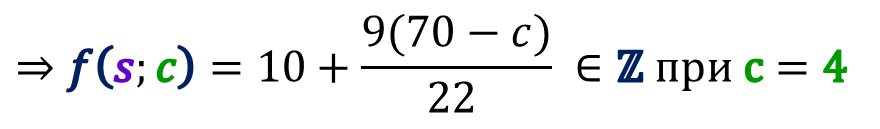 ⇒ f(s; c) = 10 + 9(70 − c)/22 ∈ ℤ при c = 4